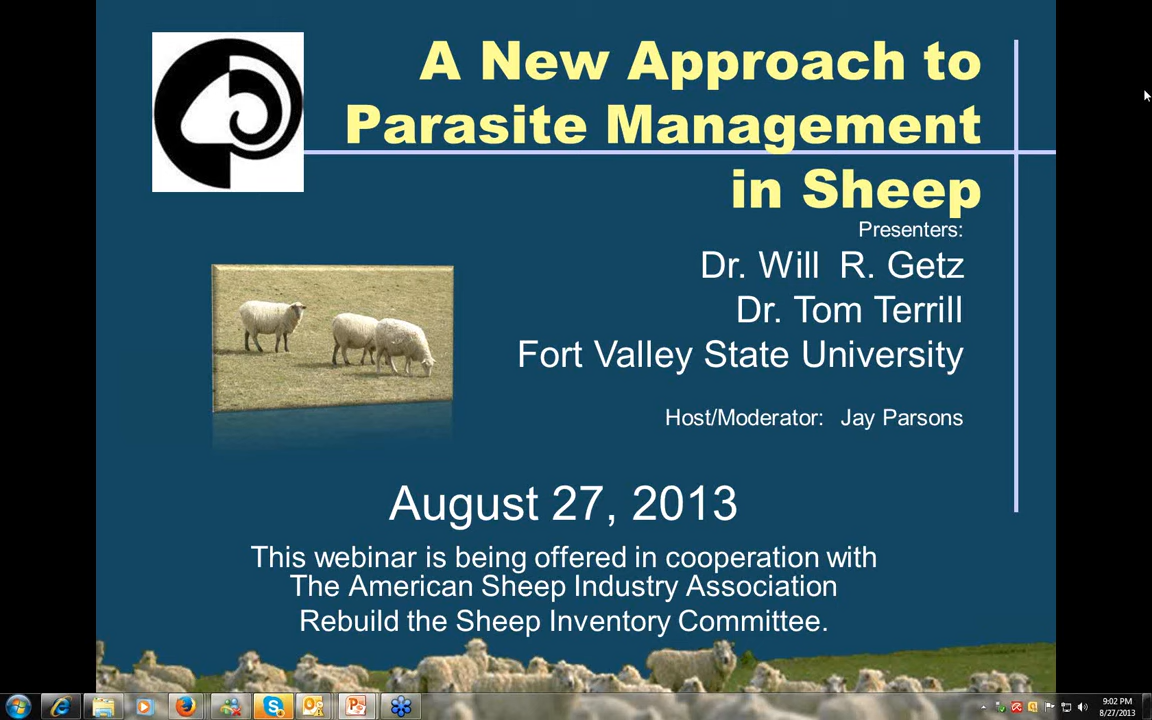 A New Approach to
Parasite Management
in Sheep
Presenters:
Dr. Will R. Getz
Dr. Tom Terrill
Fort Valley State University
Host/Moderator: Jay Parsons
August 27, 2013
This webinar is being offered in cooperation with
The American Sheep Industry Association
Rebuild the Sheep Inventory Committee.
9:02 PM
8/27/2013